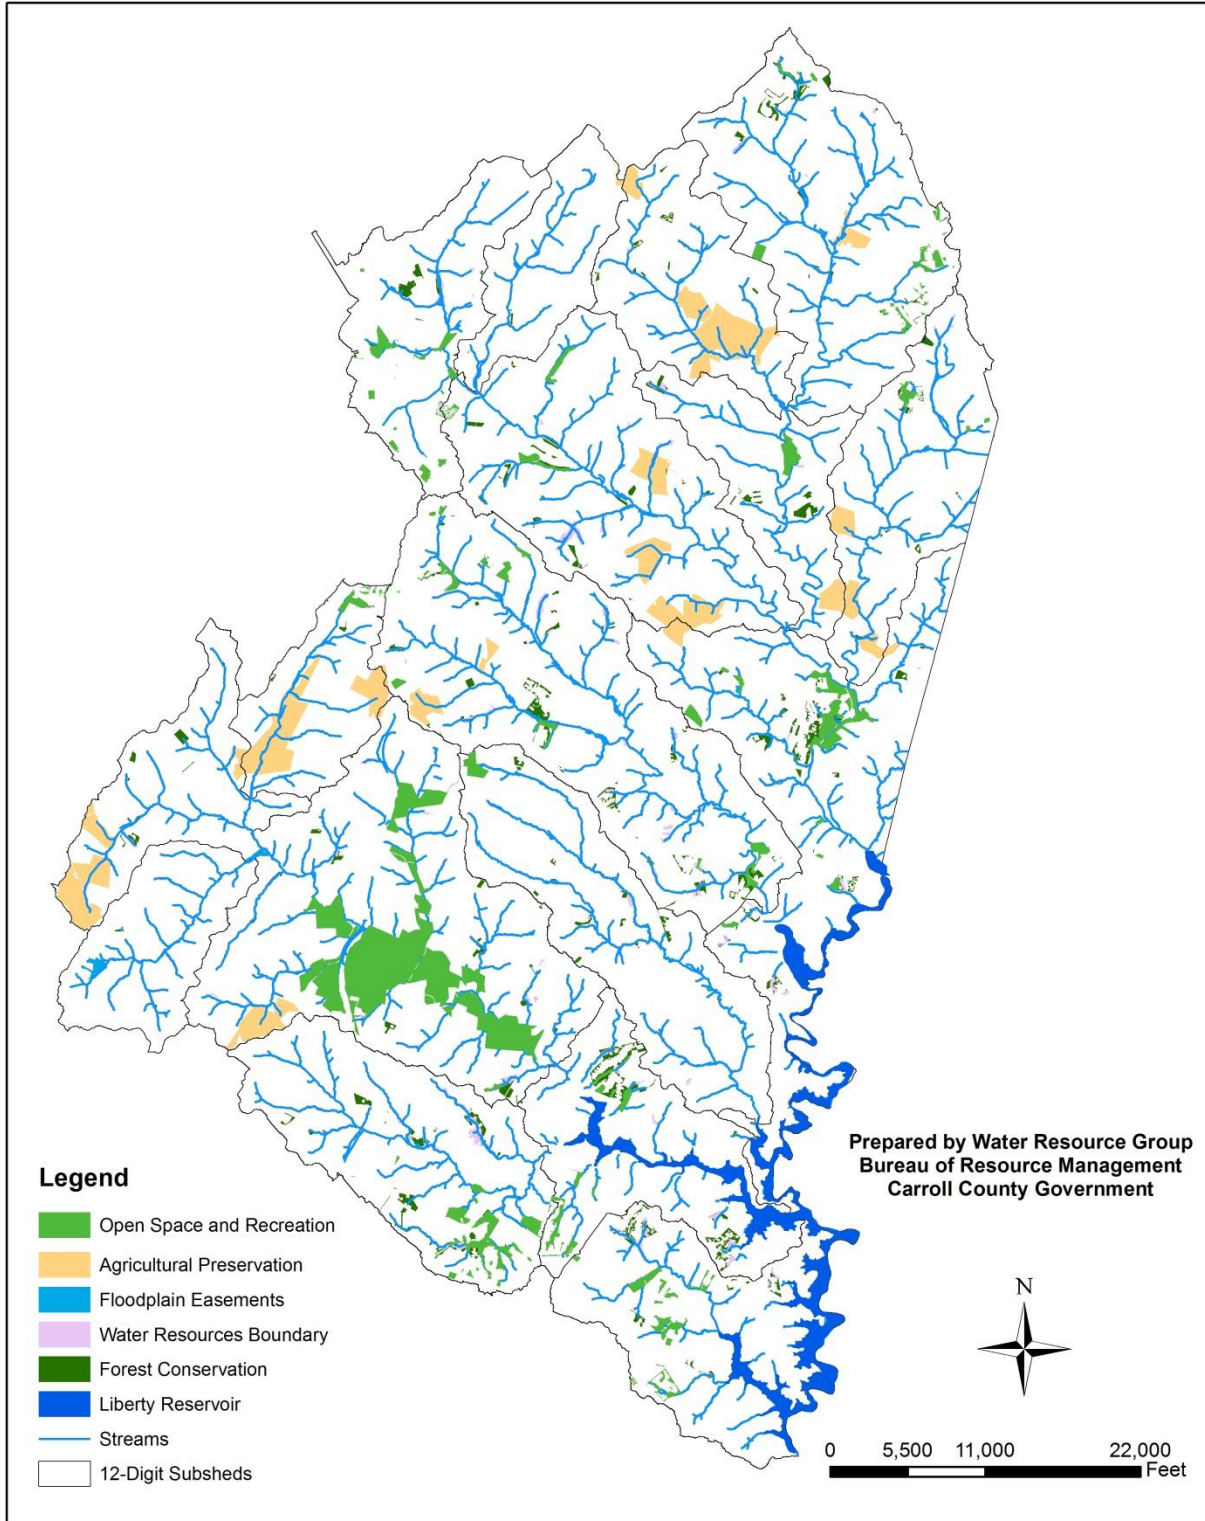 Prepared by Water Resource Group
Bureau of Resource Management
Carroll County Government
Legend
Open Space and Recreation
Agricultural Preservation
Floodplain Easements
Water Resources Boundary
Forest Conservation
Liberty Reservoir
Streams
12-Digit Subsheds
N
0 5,500 11,000 22,000
Feet